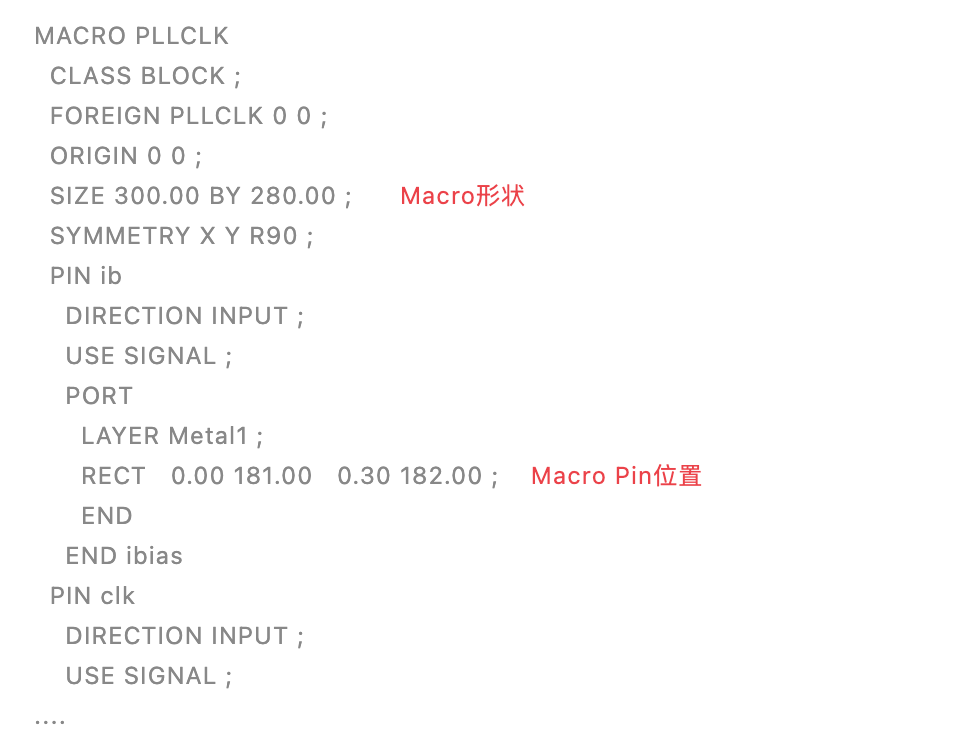 MACRO PLLCLK
CLASS BLOCK ;
FOREIGN PLLCLK 0 0 ;
ORIGIN 0 0 ;
SIZE 300.00 BY 280.00 ; Macro形状
SYMMETRY X Y R90 ;
PIN ib
DIRECTION INPUT ;
USE SIGNAL ;
PORT
LAYER Metal1 ;
RECT 0.00 181.00 0.30 182.00 ; Macro Pin位置
END
END ibias
PIN clk
DIRECTION INPUT ;
USE SIGNAL ;
....